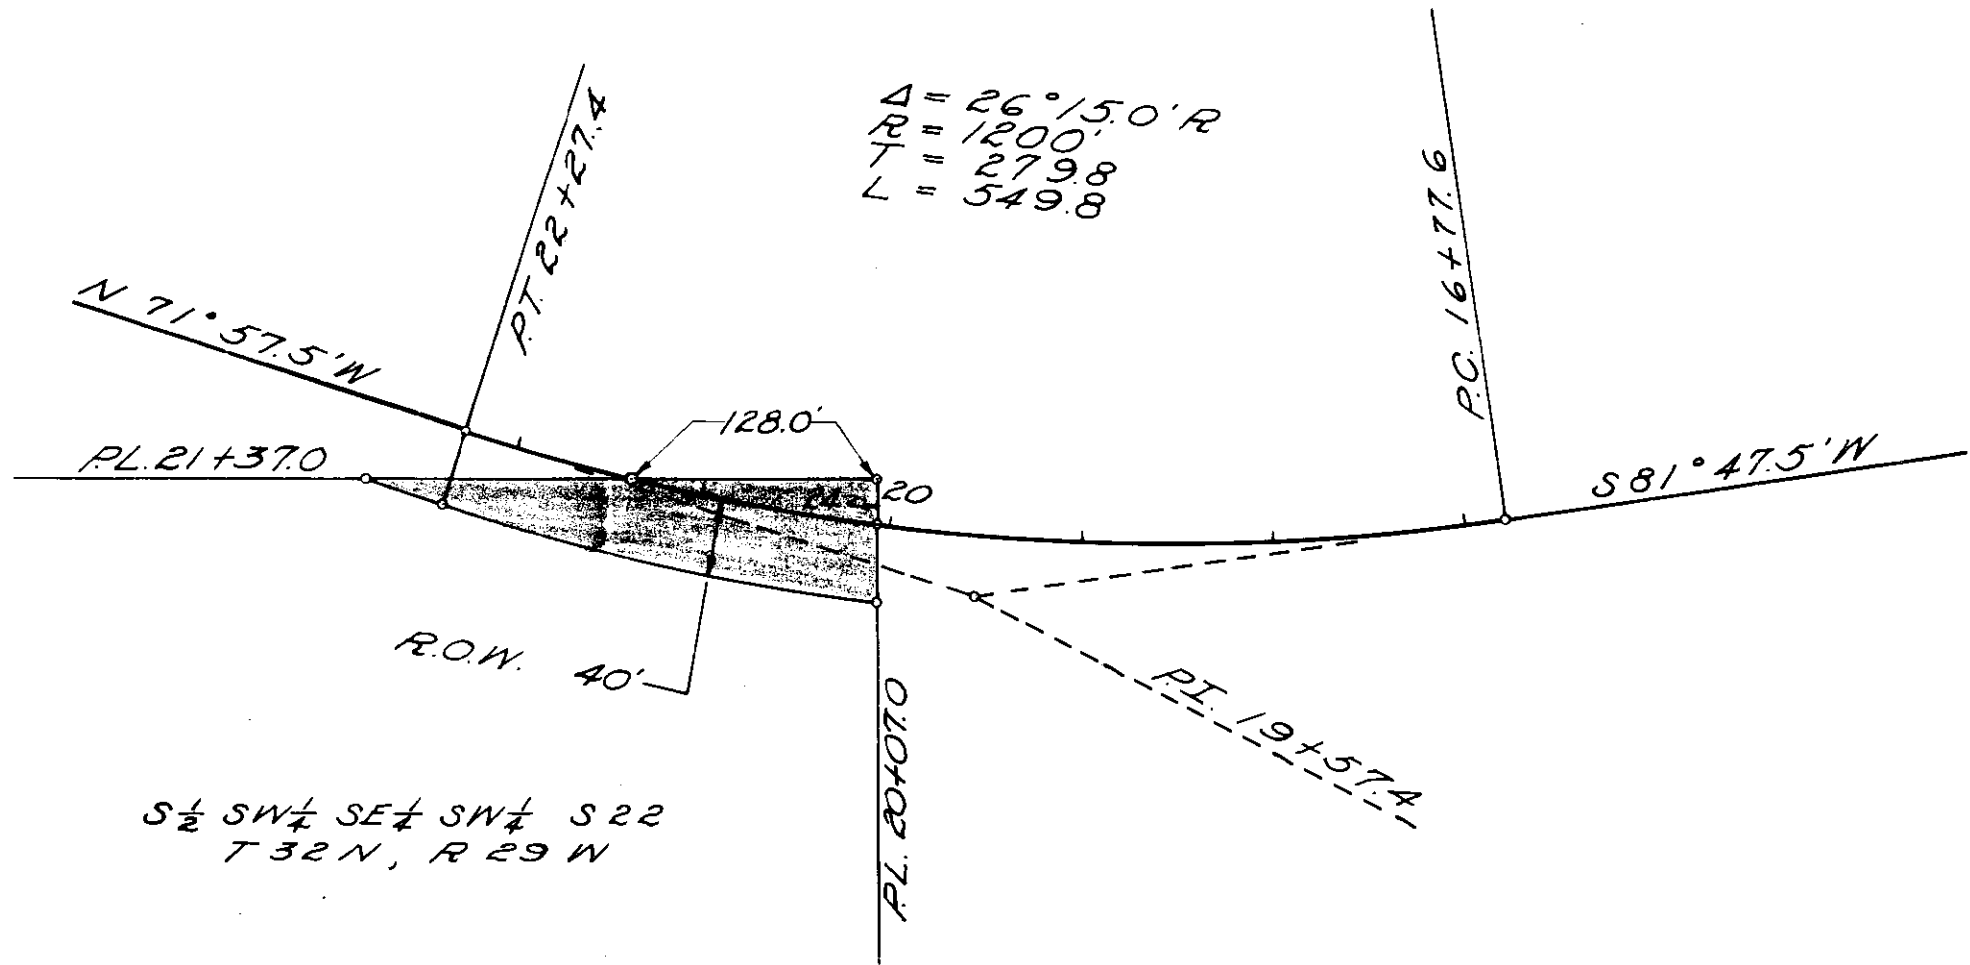 Δ = 26°15.0' R
R = 1200'
T = 279.8
L = 549.8
P.T. 22+27.4
P.C. 16+77.6
N 71°57.5'W
128.0'
P.L. 21+37.0
S 81°47.5'W
24
20
R.O.W. 40'
P.I. 19+57.4
P.L. 20+07.0
S½ SW¼ SE¼ SW¼ S 22
T 32 N, R 29 W